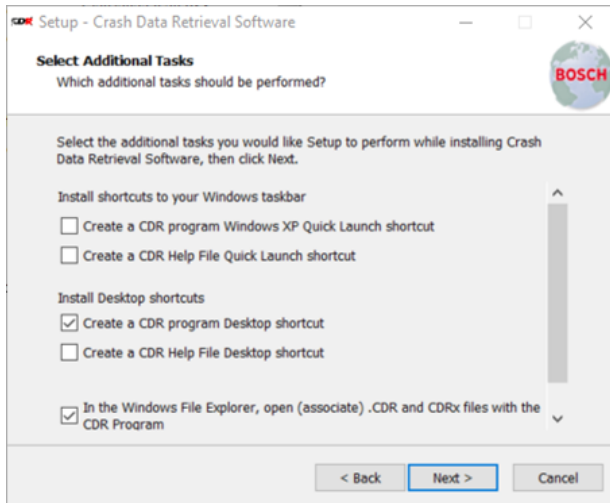 CDR Setup - Crash Data Retrieval Software
Select Additional Tasks
Which additional tasks should be performed?
BOSCH
Select the additional tasks you would like Setup to perform while installing Crash
Data Retrieval Software, then click Next.
Install shortcuts to your Windows taskbar
Create a CDR program Windows XP Quick Launch shortcut
Create a CDR Help File Quick Launch shortcut
Install Desktop shortcuts
Create a CDR program Desktop shortcut
Create a CDR Help File Desktop shortcut
In the Windows File Explorer, open (associate) .CDR and CDRx files with the
CDR Program
< Back Next > Cancel